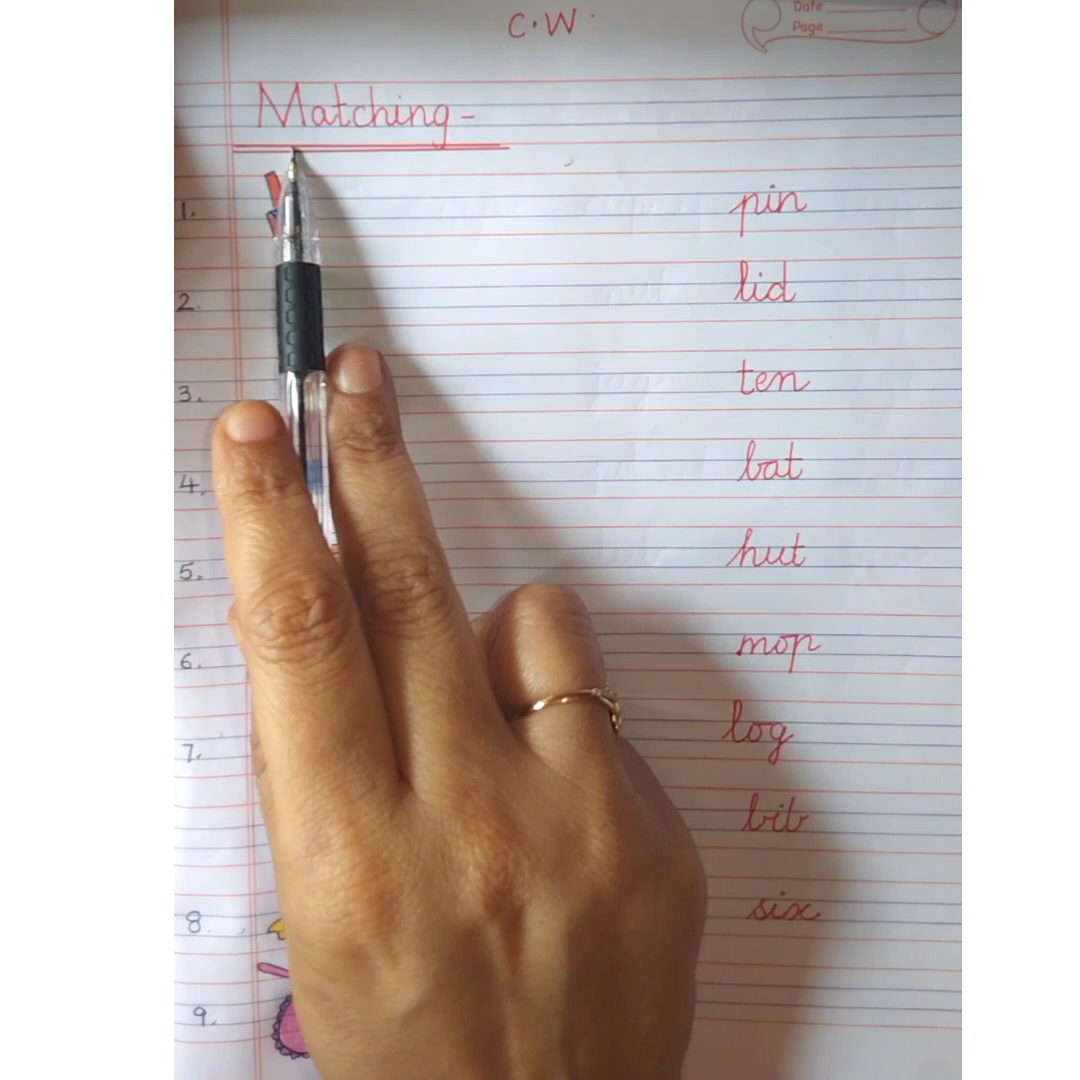 C.W.
Date
Page
Matching-
1. pin
2. lid
3. ten
4. bat
5. hut
6. mop
7. log
bib
8. six
9.